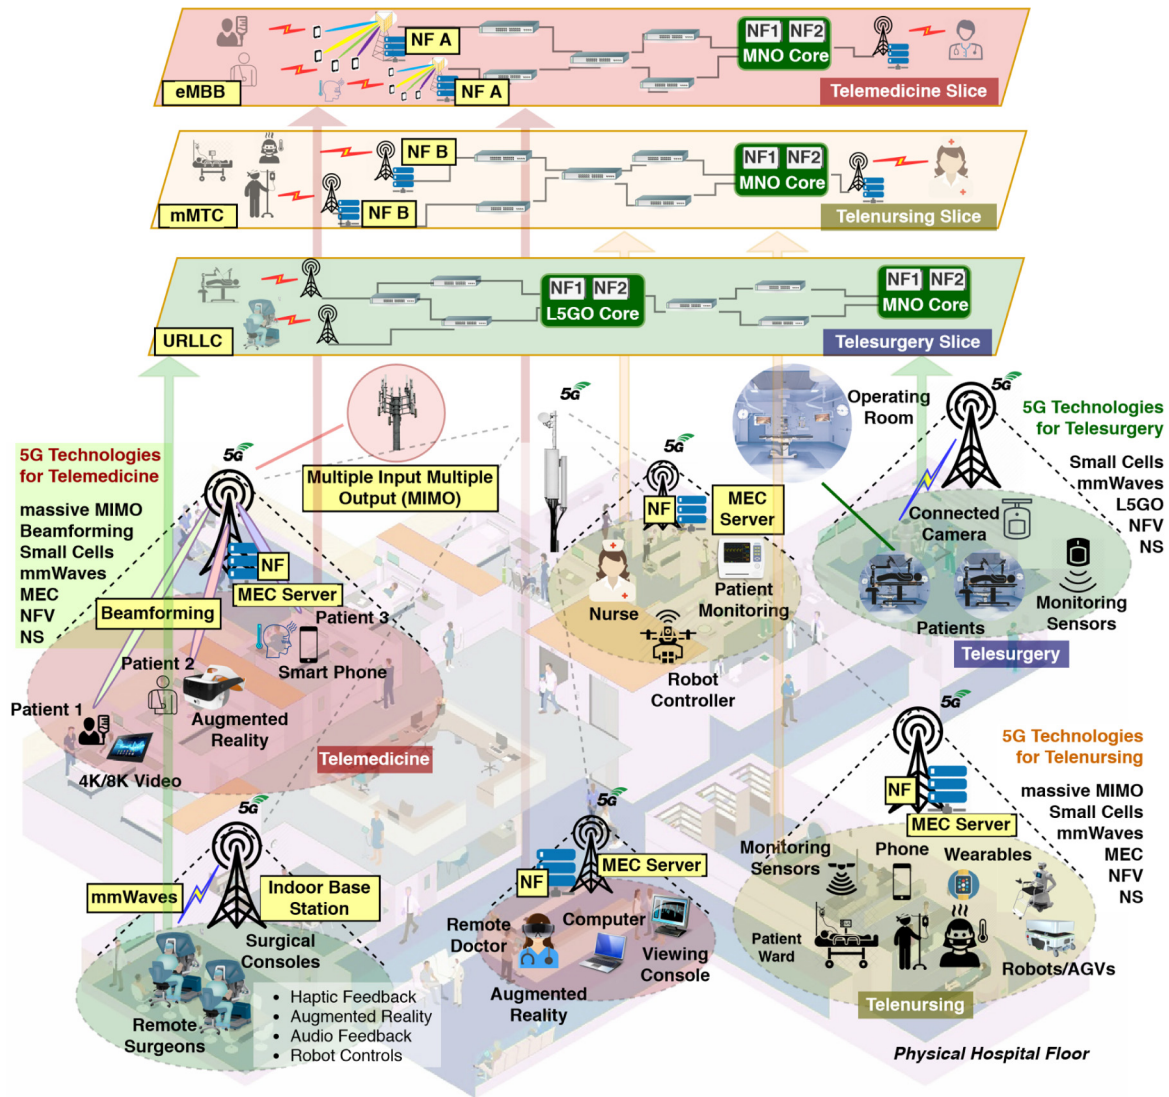 NF A
NF1 NF2
MNO Core
eMBB
NF A
Telemedicine Slice
NF B
NF1 NF2
MNO Core
mMTC
NF B
Telenursing Slice
NF1 NF2
L5GO Core
NF1 NF2
MNO Core
URLLC
Telesurgery Slice
5G Technologies
for Telemedicine
massive MIMO
Beamforming
Small Cells
mmWaves
MEC
NFV
NS
5G
Multiple Input Multiple
Output (MIMO)
5G
Operating
Room
5G
5G Technologies
for Telesurgery
Small Cells
mmWaves
L5GO
NFV
NS
5G
NF
MEC
Server
Nurse
Patient
Monitoring
Robot
Controller
Connected
Camera
Patients
Monitoring
Sensors
Telesurgery
NF
MEC Server
Beamforming
Patient 3
Smart Phone
Patient 2
Augmented
Reality
Patient 1
4K/8K Video
Telemedicine
5G
5G Technologies
for Telenursing
massive MIMO
Small Cells
mmWaves
MEC
NFV
NS
NF
MEC Server
Monitoring
Sensors
Phone
Wearables
Patient
Ward
Robots/AGVs
Telenursing
5G
mmWaves
Indoor Base
Station
Surgical
Consoles
Remote
Surgeons
• Haptic Feedback
• Augmented Reality
• Audio Feedback
• Robot Controls
5G
NF
MEC Server
Remote
Doctor
Computer
Viewing
Console
Augmented
Reality
Physical Hospital Floor